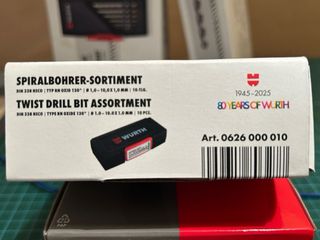 SPIRALBOHRER-SORTIMENT
DIN 338 HSCO | TYP RN OXID 130° | Ø 1,0 – 10,0 X 1,0 MM | 10 TLG.
TWIST DRILL BIT ASSORTMENT
DIN 338 HSCO | TYPE RN OXIDE 130° | Ø 1.0 – 10.0 X 1.0 MM | 10 PCS.
WÜRTH
1945-2025
80 YEARS OF WÜRTH
Art. 0626 000 010